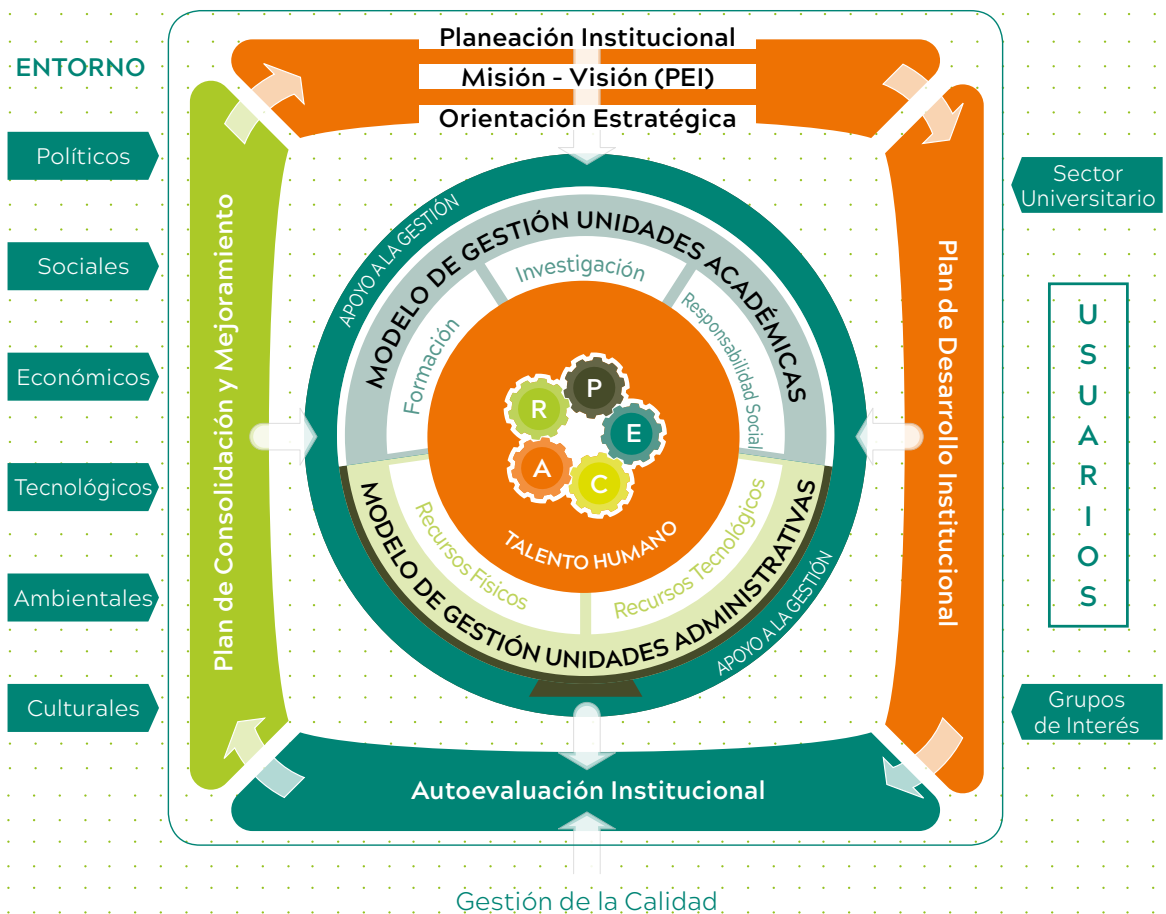 Planeación Institucional
Misión - Visión (PEI)
Orientación Estratégica
ENTORNO
Políticos
Sociales
Económicos
Tecnológicos
Ambientales
Culturales
Plan de Consolidación y Mejoramiento
APOYO A LA GESTIÓN
MODELO DE GESTIÓN UNIDADES ACADÉMICAS
Formación
Investigación
Responsabilidad Social
R
P
E
A
C
TALENTO HUMANO
Recursos Físicos
Recursos Tecnológicos
MODELO DE GESTIÓN UNIDADES ADMINISTRATIVAS
APOYO A LA GESTIÓN
Plan de Desarrollo Institucional
Sector
Universitario
USUARIOS
Grupos
de Interés
Autoevaluación Institucional
Gestión de la Calidad